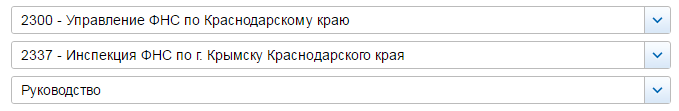 2300 - Управление ФНС по Краснодарскому краю
2337 - Инспекция ФНС по г. Крымску Краснодарского края
Руководство